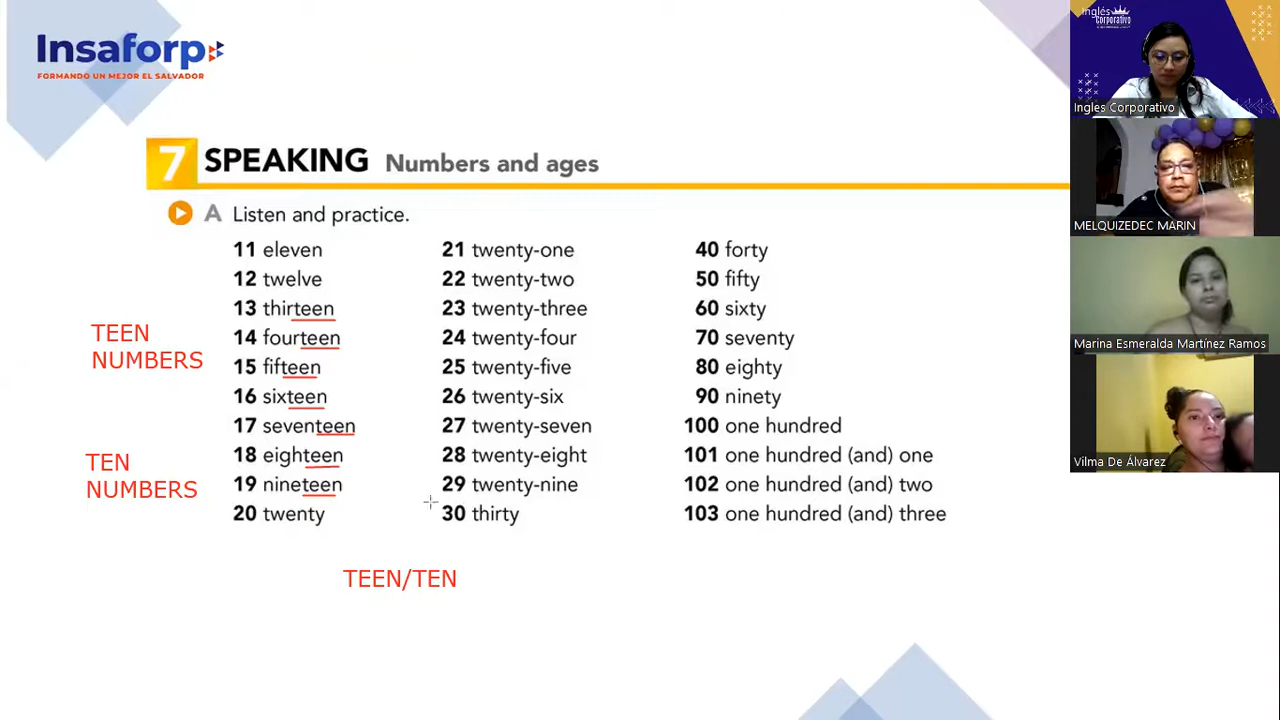 Insaforp
FORMANDO UN MEJOR EL SALVADOR
7 SPEAKING Numbers and ages
A Listen and practice.
11 eleven
12 twelve
13 thirteen
14 fourteen
15 fifteen
16 sixteen
17 seventeen
18 eighteen
19 nineteen
20 twenty
21 twenty-one
22 twenty-two
23 twenty-three
24 twenty-four
25 twenty-five
26 twenty-six
27 twenty-seven
28 twenty-eight
29 twenty-nine
30 thirty
40 forty
50 fifty
60 sixty
70 seventy
80 eighty
90 ninety
100 one hundred
101 one hundred (and) one
102 one hundred (and) two
103 one hundred (and) three
TEEN
NUMBERS
TEN
NUMBERS
TEEN/TEN
Inglés
Corporativo
Inglés Corporativo
MELQUIZEDEC MARIN
Marina Esmeralda Martínez Ramos
Vilma De Álvarez